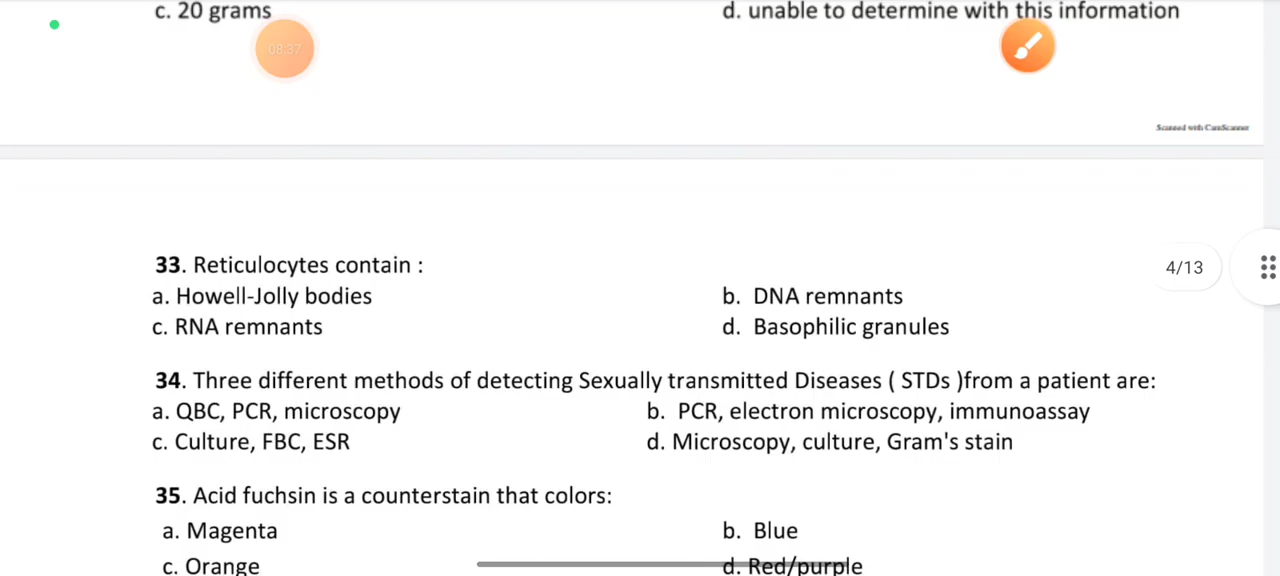 c. 20 grams d. unable to determine with this information
08:37
Scanned with CamScanner
4/13
33. Reticulocytes contain :
a. Howell-Jolly bodies b. DNA remnants
c. RNA remnants d. Basophilic granules
34. Three different methods of detecting Sexually transmitted Diseases ( STDs )from a patient are:
a. QBC, PCR, microscopy b. PCR, electron microscopy, immunoassay
c. Culture, FBC, ESR d. Microscopy, culture, Gram's stain
35. Acid fuchsin is a counterstain that colors:
a. Magenta b. Blue
c. Orange d. Red/purple